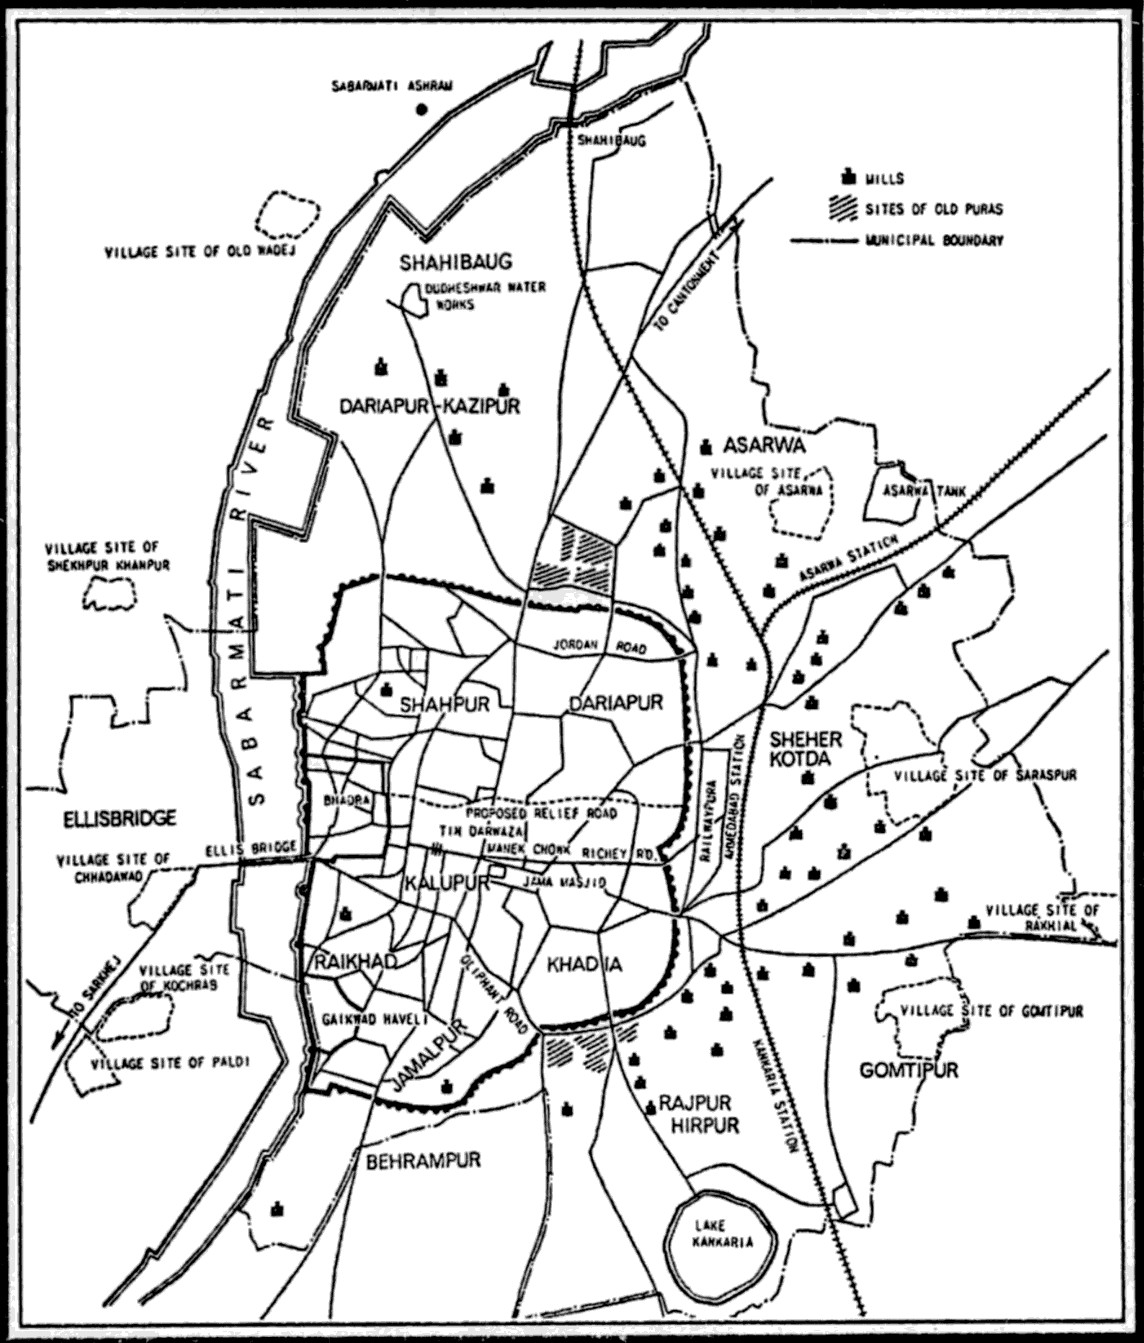 SABARMATI ASHRAM
SHAHIBAUG
MILLS
SITES OF OLD PURAS
MUNICIPAL BOUNDARY
VILLAGE SITE OF OLD WADEJ
SHAHIBAUG
DUDHESHWAR WATER
WORKS
TO CANTONMENT
DARIAPUR-KAZIPUR
ASARWA
VILLAGE SITE
OF ASARWA
ASARWA TANK
SABARMATI RIVER
VILLAGE SITE OF
SHEKHPUR KHANPUR
ASARWA STATION
JORDAN ROAD
SHAHPUR
DARIAPUR
SHEHER
KOTDA
VILLAGE SITE OF SARASPUR
RAILWAYPURA
AHMEDABAD STATION
BHADRA
PROPOSED RELIEF ROAD
ELLISBRIDGE
TIN DARWAZA
ELLIS BRIDGE
MANEK CHOWK RICHEY RD.
VILLAGE SITE OF
CHHADAWAD
KALUPUR
JAMA MASJID
VILLAGE SITE OF
RAKHIAL
RAIKHAD
KHADIA
VILLAGE SITE
OF KOCHRAB
OLIPHANT ROAD
TO SARKHEJ
GAIKWAD HAVELI
VILLAGE SITE OF GOMTIPUR
JAMALPUR
VILLAGE SITE OF PALDI
KANKARIA STATION
GOMTIPUR
RAJPUR
HIRPUR
BEHRAMPUR
LAKE
KANKARIA